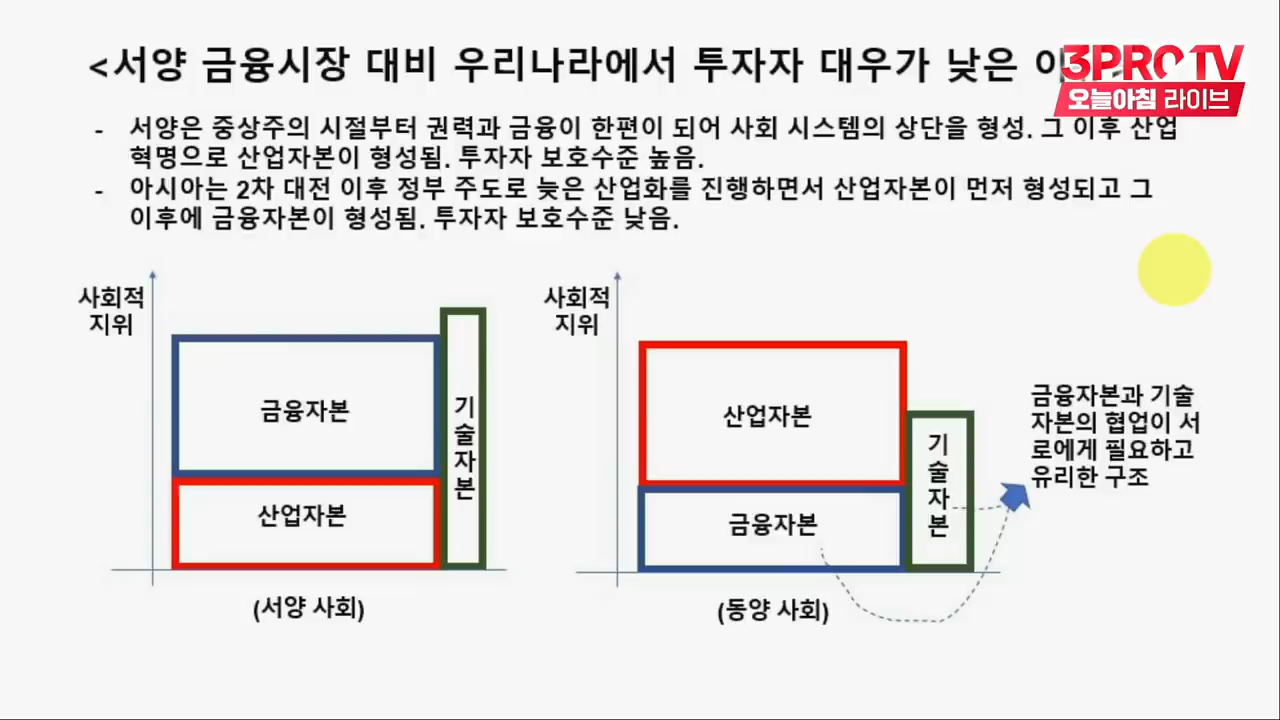 <서양 금융시장 대비 우리나라에서 투자자 대우가 낮은
3PROTV
오늘아침 라이브
- 서양은 중상주의 시절부터 권력과 금융이 한편이 되어 사회 시스템의 상단을 형성. 그 이후 산업
혁명으로 산업자본이 형성됨. 투자자 보호수준 높음.
- 아시아는 2차 대전 이후 정부 주도로 늦은 산업화를 진행하면서 산업자본이 먼저 형성되고 그
이후에 금융자본이 형성됨. 투자자 보호수준 낮음.
사회적
지위
금융자본
산업자본
기
술
자
본
(서양 사회)
사회적
지위
산업자본
금융자본
기
술
자
본
(동양 사회)
금융자본과 기술
자본의 협업이 서
로에게 필요하고
유리한 구조